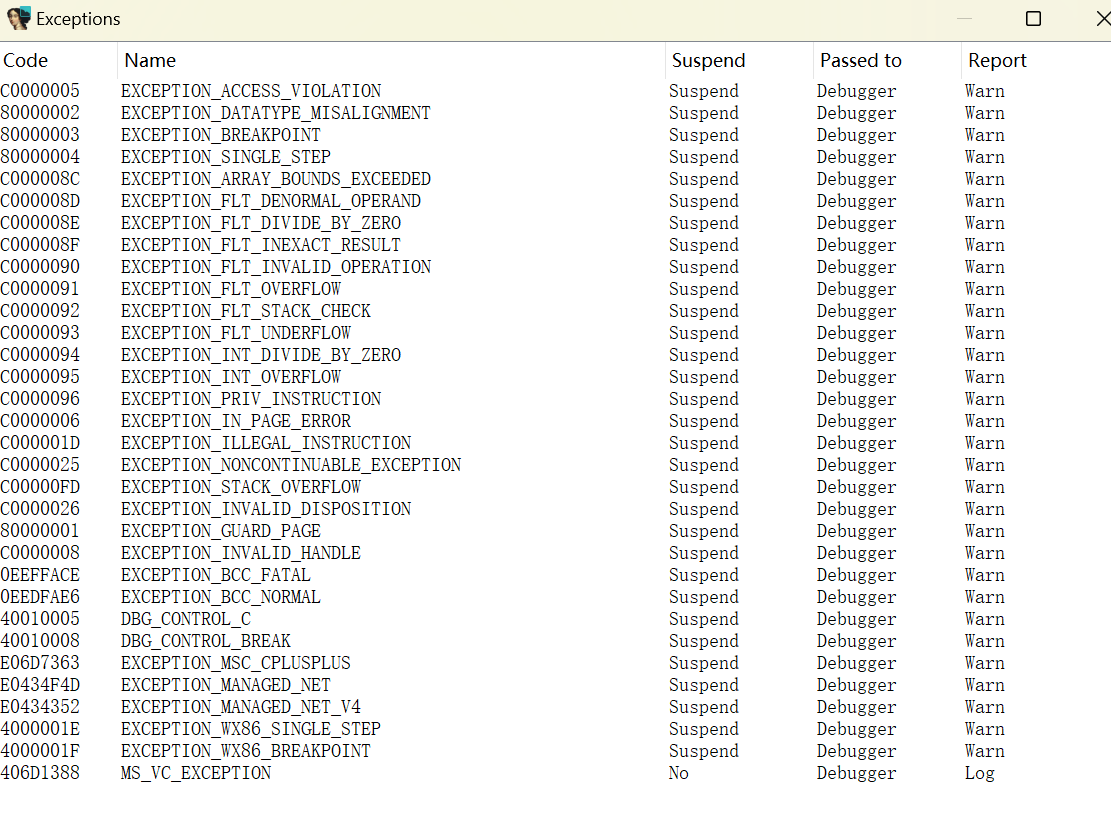 Exceptions
Code Name Suspend Passed to Report
C0000005 EXCEPTION_ACCESS_VIOLATION Suspend Debugger Warn
80000002 EXCEPTION_DATATYPE_MISALIGNMENT Suspend Debugger Warn
80000003 EXCEPTION_BREAKPOINT Suspend Debugger Warn
80000004 EXCEPTION_SINGLE_STEP Suspend Debugger Warn
C000008C EXCEPTION_ARRAY_BOUNDS_EXCEEDED Suspend Debugger Warn
C000008D EXCEPTION_FLT_DENORMAL_OPERAND Suspend Debugger Warn
C000008E EXCEPTION_FLT_DIVIDE_BY_ZERO Suspend Debugger Warn
C000008F EXCEPTION_FLT_INEXACT_RESULT Suspend Debugger Warn
C0000090 EXCEPTION_FLT_INVALID_OPERATION Suspend Debugger Warn
C0000091 EXCEPTION_FLT_OVERFLOW Suspend Debugger Warn
C0000092 EXCEPTION_FLT_STACK_CHECK Suspend Debugger Warn
C0000093 EXCEPTION_FLT_UNDERFLOW Suspend Debugger Warn
C0000094 EXCEPTION_INT_DIVIDE_BY_ZERO Suspend Debugger Warn
C0000095 EXCEPTION_INT_OVERFLOW Suspend Debugger Warn
C0000096 EXCEPTION_PRIV_INSTRUCTION Suspend Debugger Warn
C0000006 EXCEPTION_IN_PAGE_ERROR Suspend Debugger Warn
C000001D EXCEPTION_ILLEGAL_INSTRUCTION Suspend Debugger Warn
C0000025 EXCEPTION_NONCONTINUABLE_EXCEPTION Suspend Debugger Warn
C00000FD EXCEPTION_STACK_OVERFLOW Suspend Debugger Warn
C0000026 EXCEPTION_INVALID_DISPOSITION Suspend Debugger Warn
80000001 EXCEPTION_GUARD_PAGE Suspend Debugger Warn
C0000008 EXCEPTION_INVALID_HANDLE Suspend Debugger Warn
0EEFFACE EXCEPTION_BCC_FATAL Suspend Debugger Warn
0EEDFAE6 EXCEPTION_BCC_NORMAL Suspend Debugger Warn
40010005 DBG_CONTROL_C Suspend Debugger Warn
40010008 DBG_CONTROL_BREAK Suspend Debugger Warn
E06D7363 EXCEPTION_MSC_CPLUSPLUS Suspend Debugger Warn
E0434F4D EXCEPTION_MANAGED_NET Suspend Debugger Warn
E0434352 EXCEPTION_MANAGED_NET_V4 Suspend Debugger Warn
4000001E EXCEPTION_WX86_SINGLE_STEP Suspend Debugger Warn
4000001F EXCEPTION_WX86_BREAKPOINT Suspend Debugger Warn
406D1388 MS_VC_EXCEPTION No Debugger Log